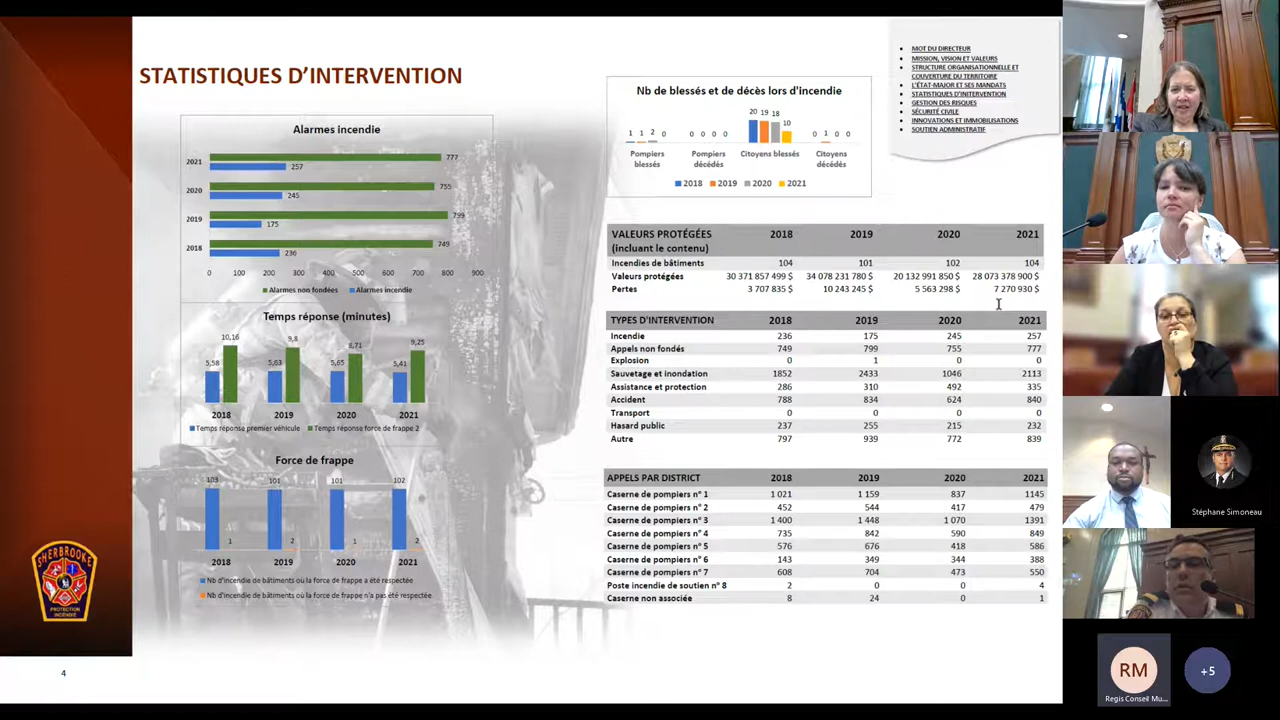 STATISTIQUES D'INTERVENTION
Alarmes incendie
2021
777
257
2020
755
245
2019
799
175
2018
749
236
0 100 200 300 400 500 600 700 800 900
Alarmes non fondées Alarmes incendie
Temps réponse (minutes)
5,58 10,16 5,63 9,8 5,65 8,71 5,41 9,25
2018 2019 2020 2021
Temps réponse premier véhicule Temps réponse force de frappe 2
Force de frappe
103 1 101 2 101 1 102 2
2018 2019 2020 2021
Nb d'incendie de bâtiments où la force de frappe a été respectée
Nb d'incendie de bâtiments où la force de frappe n'a pas été respectée
SHERBROOKE
PROTECTION
INCENDIE
4
Nb de blessés et de décès lors d'incendie
1 1 2 0 0 0 0 0 20 19 18 10 0 1 0 0
Pompiers blessés Pompiers décédés Citoyens blessés Citoyens décédés
2018 2019 2020 2021
MOT DU DIRECTEUR
MISSION, VISION ET VALEURS
STRUCTURE ORGANISATIONNELLE ET
COUVERTURE DU TERRITOIRE
L'ÉTAT-MAJOR ET SES MANDATS
STATISTIQUES D'INTERVENTION
GESTION DES RISQUES
SÉCURITÉ CIVILE
INNOVATIONS ET IMMOBILISATIONS
SOUTIEN ADMINISTRATIF
VALEURS PROTÉGÉES 2018 2019 2020 2021
(incluant le contenu)
Incendies de bâtiments 104 101 102 104
Valeurs protégées 30 371 857 499 $ 34 078 231 780 $ 20 132 991 850 $ 28 073 378 900 $
Pertes 3 707 835 $ 10 243 245 $ 5 563 298 $ 7 270 930 $
TYPES D'INTERVENTION 2018 2019 2020 2021
Incendie 236 175 245 257
Appels non fondés 749 799 755 777
Explosion 0 1 0 0
Sauvetage et inondation 1852 2433 1046 2113
Assistance et protection 286 310 492 335
Accident 788 834 624 840
Transport 0 0 0 0
Hasard public 237 255 215 232
Autre 797 939 772 839
APPELS PAR DISTRICT 2018 2019 2020 2021
Caserne de pompiers n° 1 1 021 1 159 837 1145
Caserne de pompiers n° 2 452 544 417 479
Caserne de pompiers n° 3 1 400 1 448 1 070 1391
Caserne de pompiers n° 4 735 842 590 849
Caserne de pompiers n° 5 576 676 418 586
Caserne de pompiers n° 6 143 349 344 388
Caserne de pompiers n° 7 608 704 473 550
Poste incendie de soutien n° 8 2 0 0 4
Caserne non associée 8 24 0 1
Stéphane Simoneau
RM
Regis Conseil Mu...
+5